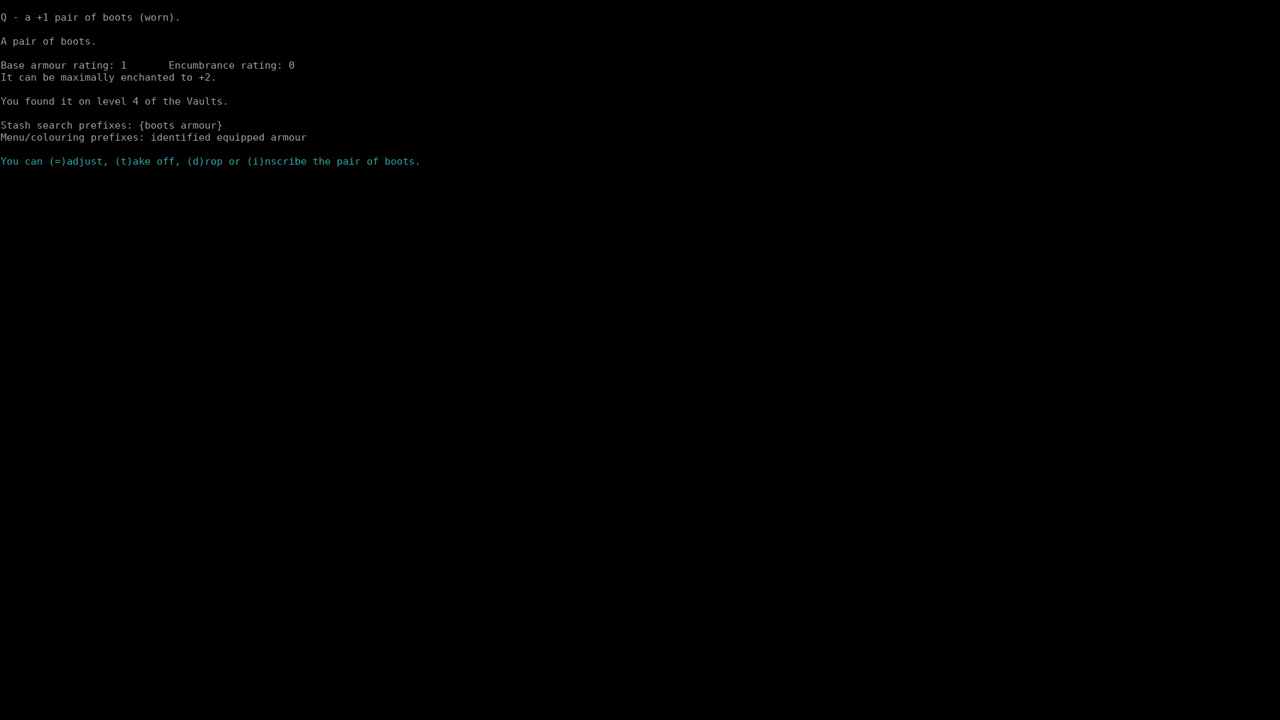 Q - a +1 pair of boots (worn).
A pair of boots.
Base armour rating: 1       Encumbrance rating: 0
It can be maximally enchanted to +2.
You found it on level 4 of the Vaults.
Stash search prefixes: {boots armour}
Menu/colouring prefixes: identified equipped armour
You can (=)adjust, (t)ake off, (d)rop or (i)nscribe the pair of boots.